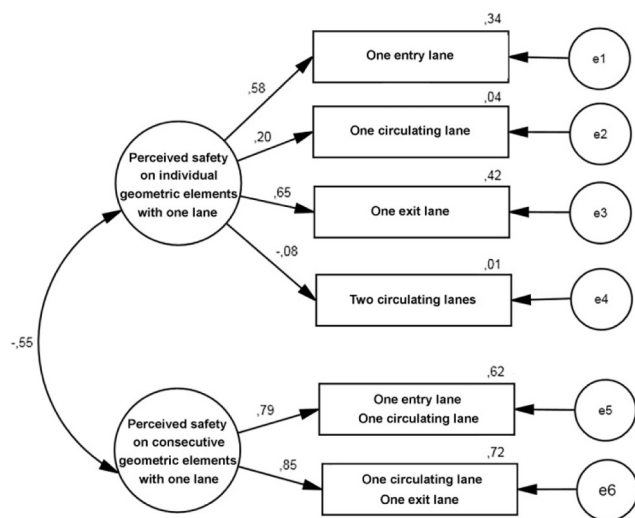 ,34
One entry lane
e1
,58
,04
One circulating lane
e2
,20
Perceived safety
on individual
geometric elements
with one lane
,42
,65
One exit lane
e3
-,08
,01
Two circulating lanes
e4
-,55
,62
One entry lane
One circulating lane
e5
,79
Perceived safety
on consecutive
geometric elements
with one lane
,72
,85
One circulating lane
One exit lane
e6